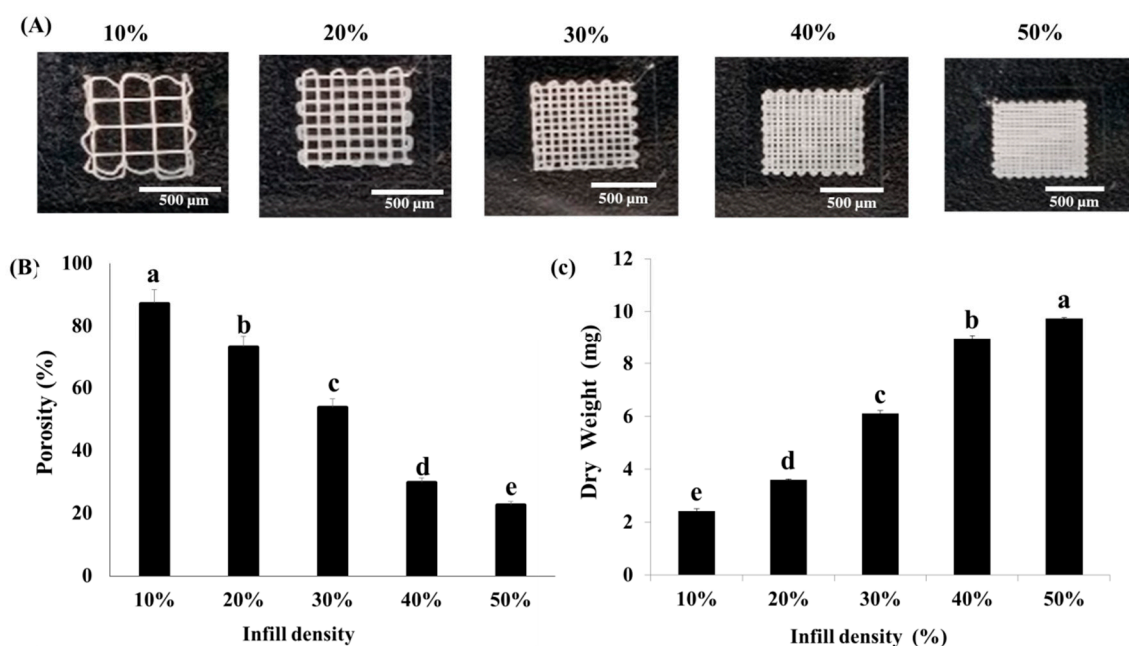 (A)
10% 20% 30% 40% 50%
500 µm 500 µm 500 µm 500 µm 500 µm
(B)
Porosity (%)
100
80
60
40
20
0
a
b
c
d
e
10% 20% 30% 40% 50%
Infill density
(c)
Dry Weight (mg)
12
10
8
6
4
2
0
e
d
c
b
a
10% 20% 30% 40% 50%
Infill density (%)